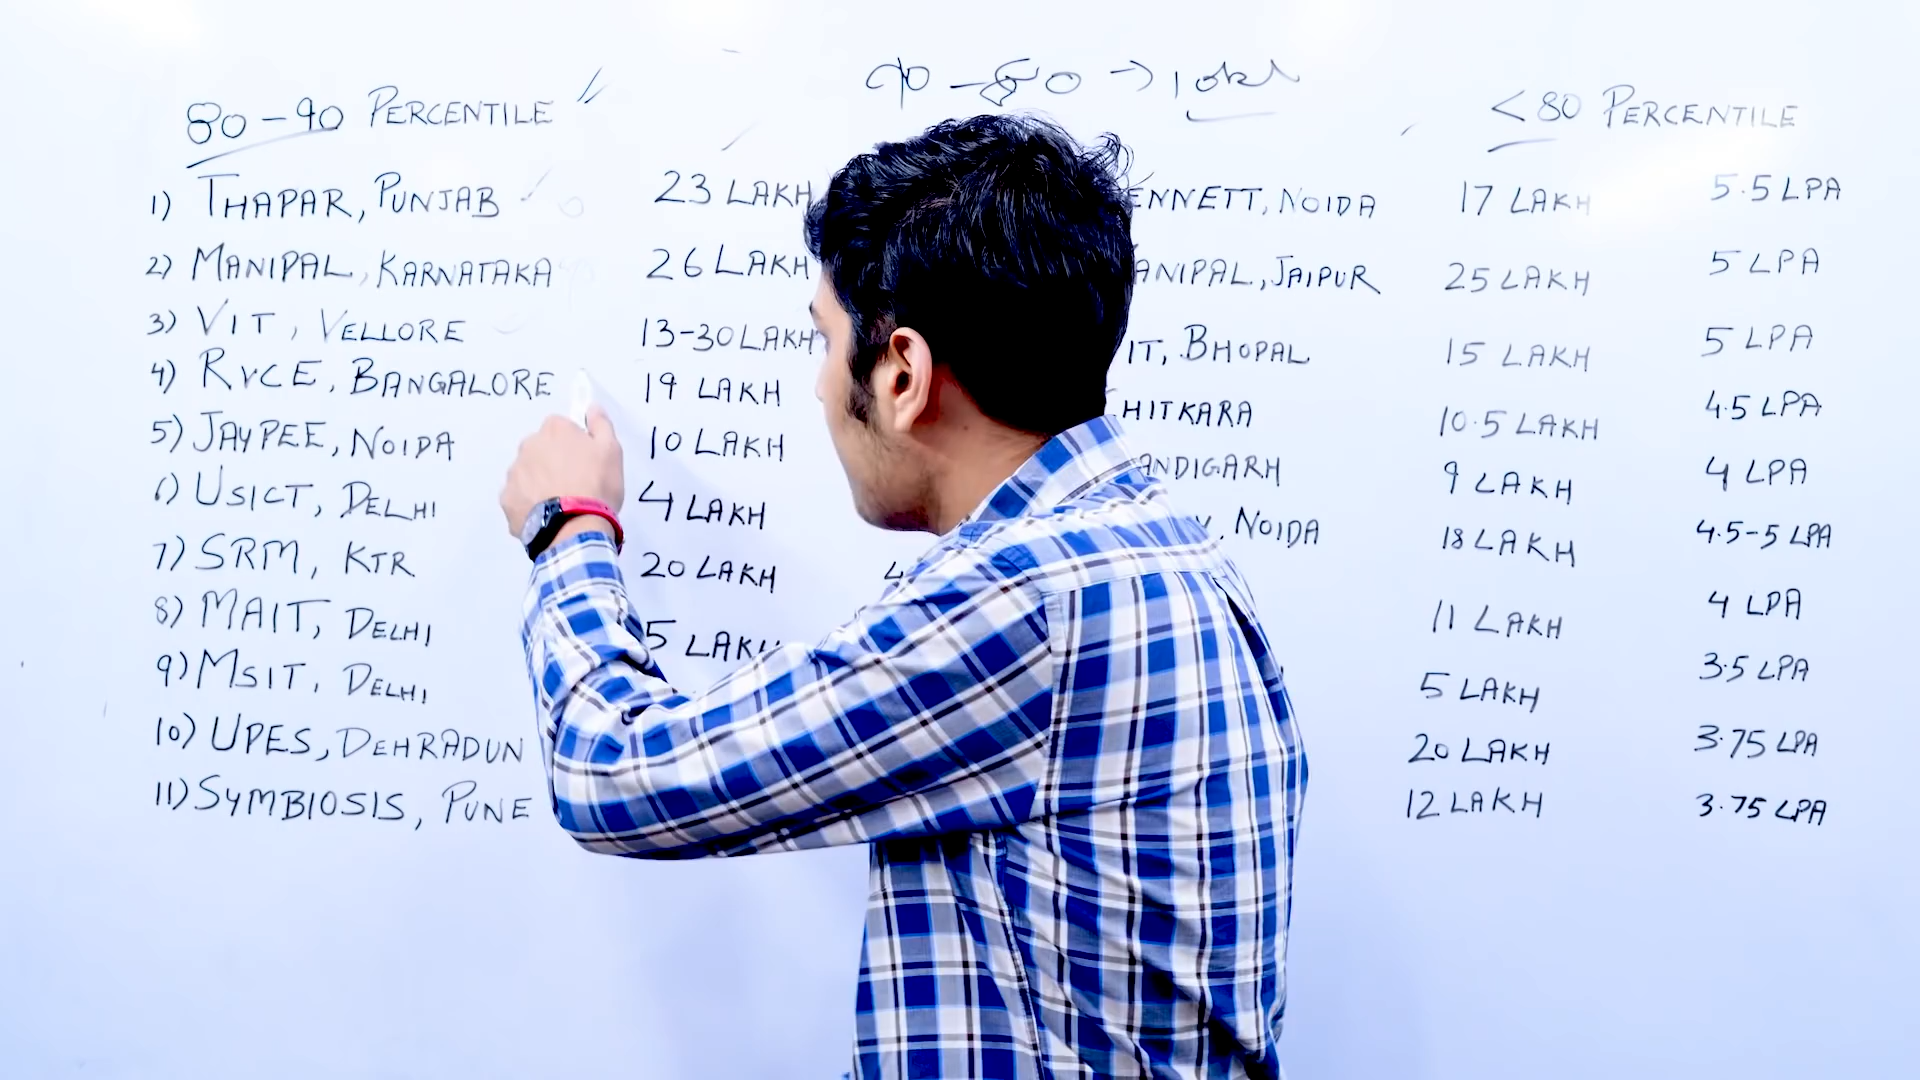 80-90 PERCENTILE
90-80 →
< 80 PERCENTILE
1) THAPAR, PUNJAB 23 LAKH
2) MANIPAL, KARNATAKA 26 LAKH
3) VIT, VELLORE 13-30 LAKH
4) RVCE, BANGALORE 19 LAKH
5) JAYPEE, NOIDA 10 LAKH
6) USICT, DELHI 4 LAKH
7) SRM, KTR 20 LAKH 4
8) MAIT, DELHI 5 LAKH
9) MSIT, DELHI
10) UPES, DEHRADUN
11) SYMBIOSIS, PUNE
ENNETT, NOIDA 17 LAKH 5.5 LPA
ANIPAL, JAIPUR 25 LAKH 5 LPA
IT, BHOPAL 15 LAKH 5 LPA
HITKARA 10.5 LAKH 4.5 LPA
ANDIGARH 9 LAKH 4 LPA
, NOIDA 18 LAKH 4.5-5 LPA
11 LAKH 4 LPA
5 LAKH 3.5 LPA
20 LAKH 3.75 LPA
12 LAKH 3.75 LPA